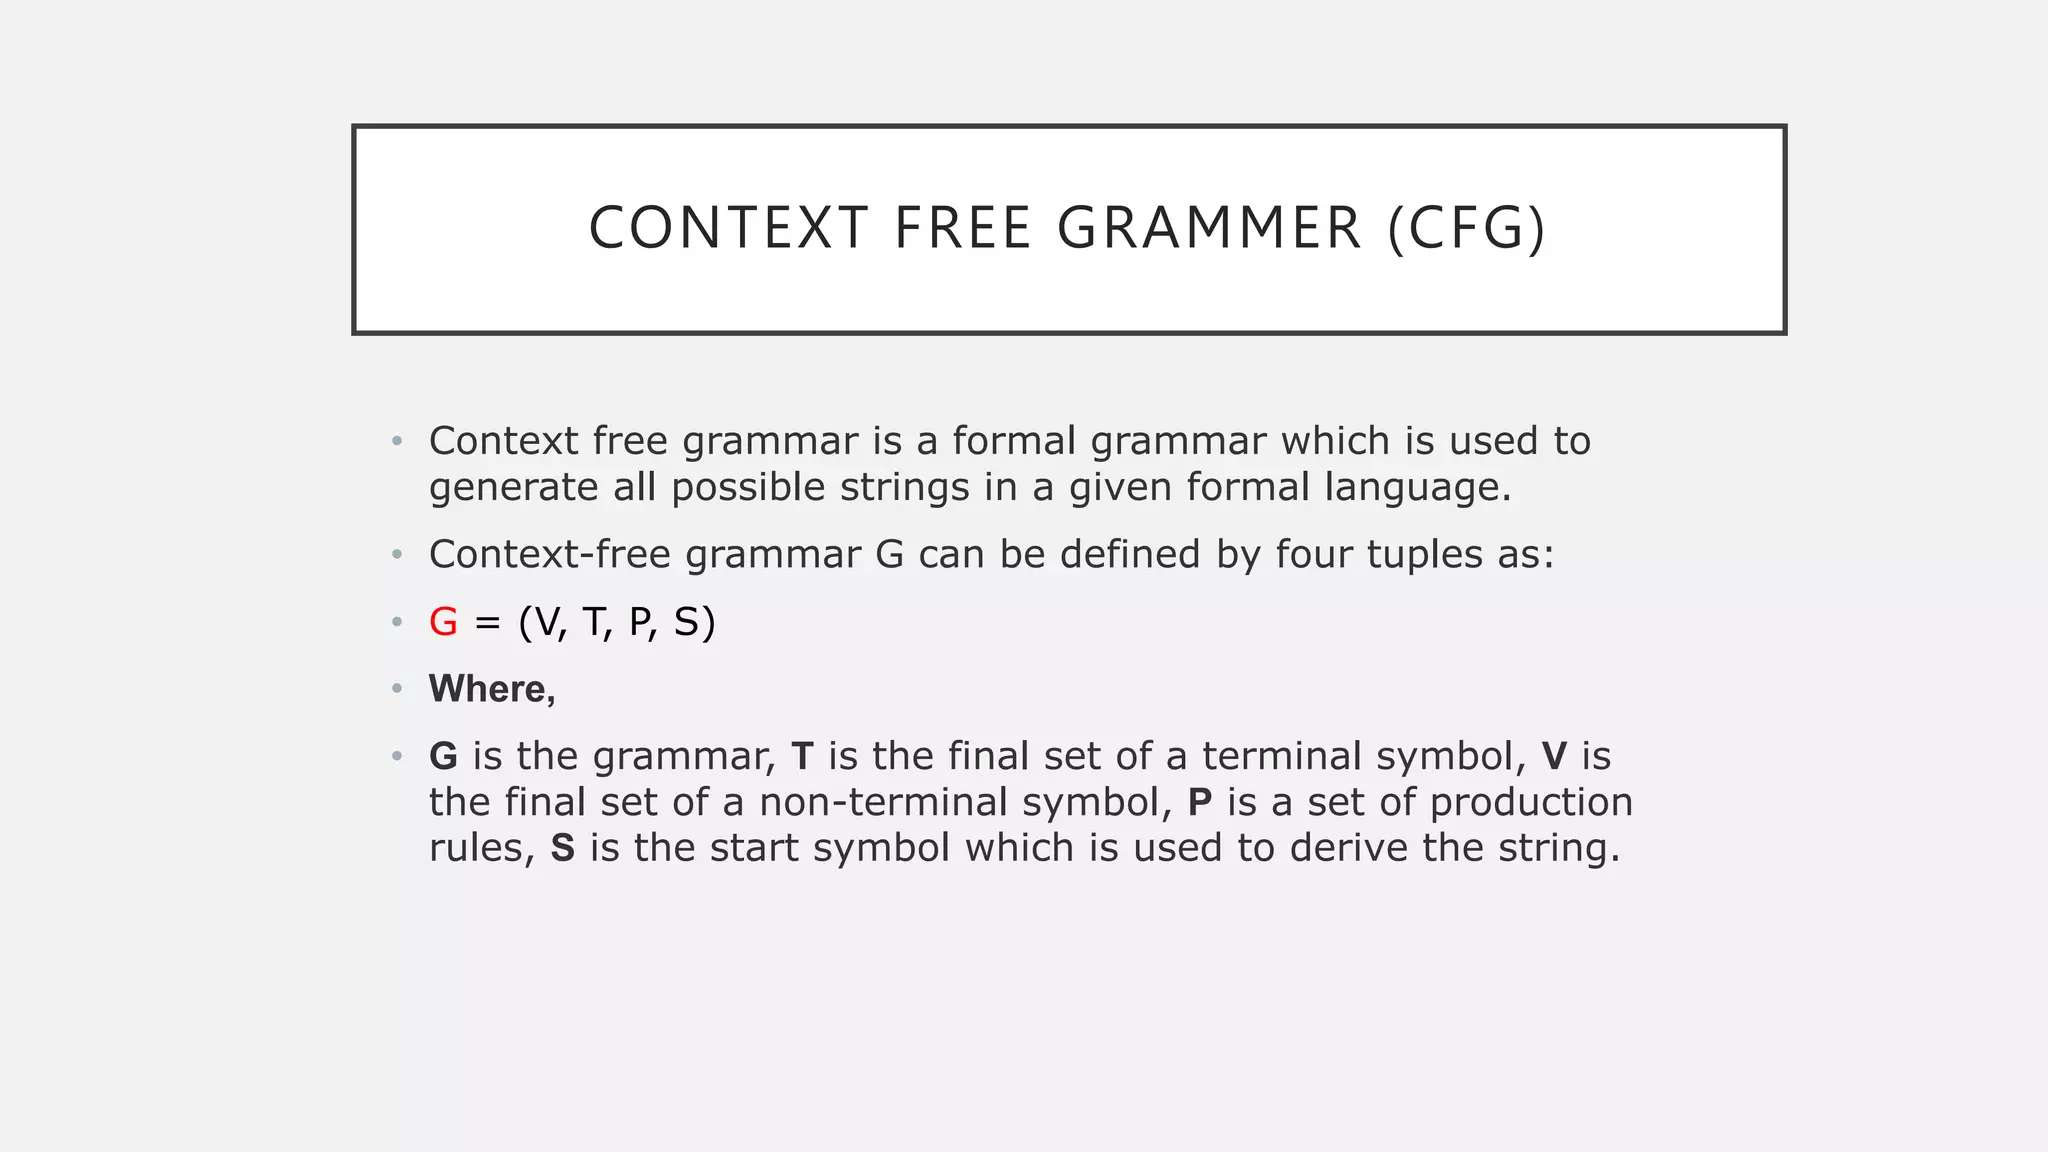 CONTEXT FREE GRAMMER (CFG)
• Context free grammar is a formal grammar which is used to
generate all possible strings in a given formal language.
• Context-free grammar G can be defined by four tuples as:
• G = (V, T, P, S)
• Where,
• G is the grammar, T is the final set of a terminal symbol, V is
the final set of a non-terminal symbol, P is a set of production
rules, S is the start symbol which is used to derive the string.